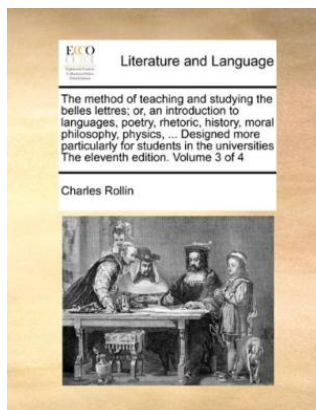 ECCO
Literature and Language
The method of teaching and studying the
belles lettres; or, an introduction to
languages, poetry, rhetoric, history, moral
philosophy, physics, ... Designed more
particularly for students in the universities
The eleventh edition. Volume 3 of 4
Charles Rollin